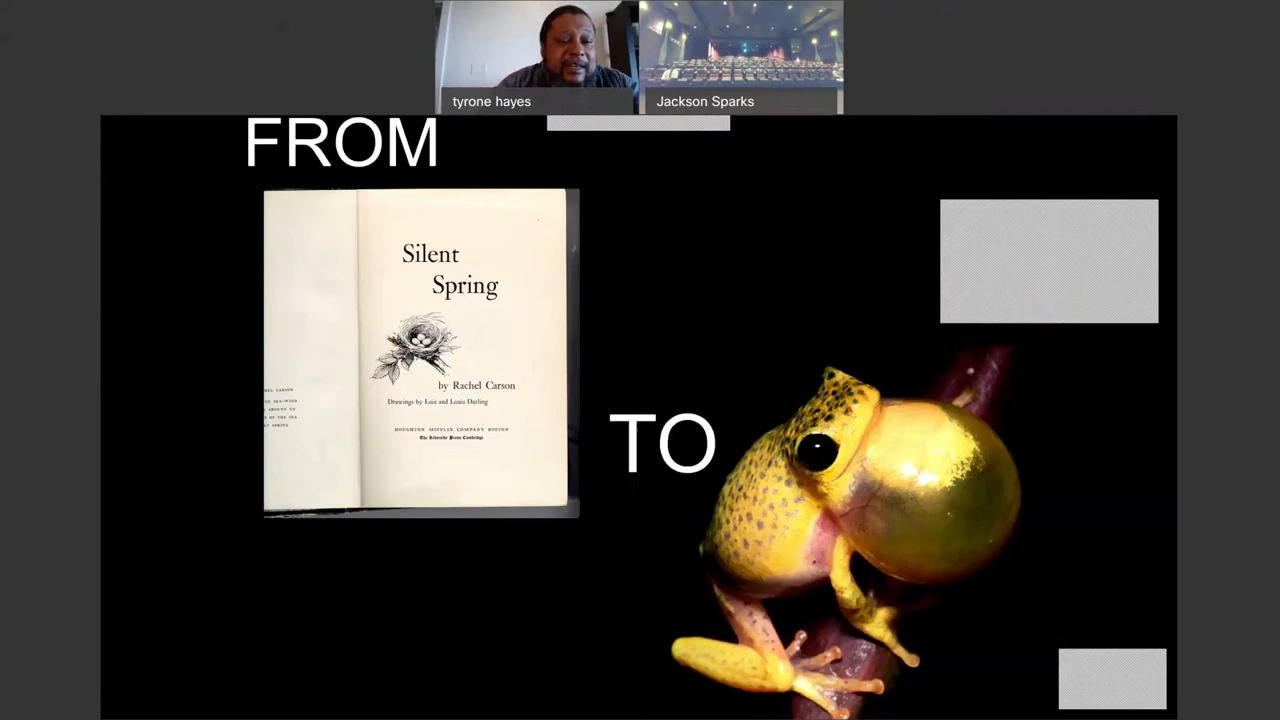 tyrone hayes
Jackson Sparks
FROM
Silent
Spring
by Rachel Carson
Drawings by Lois and Louis Darling
HOUGHTON MIFFLIN COMPANY BOSTON
The Riverside Press Cambridge
TO